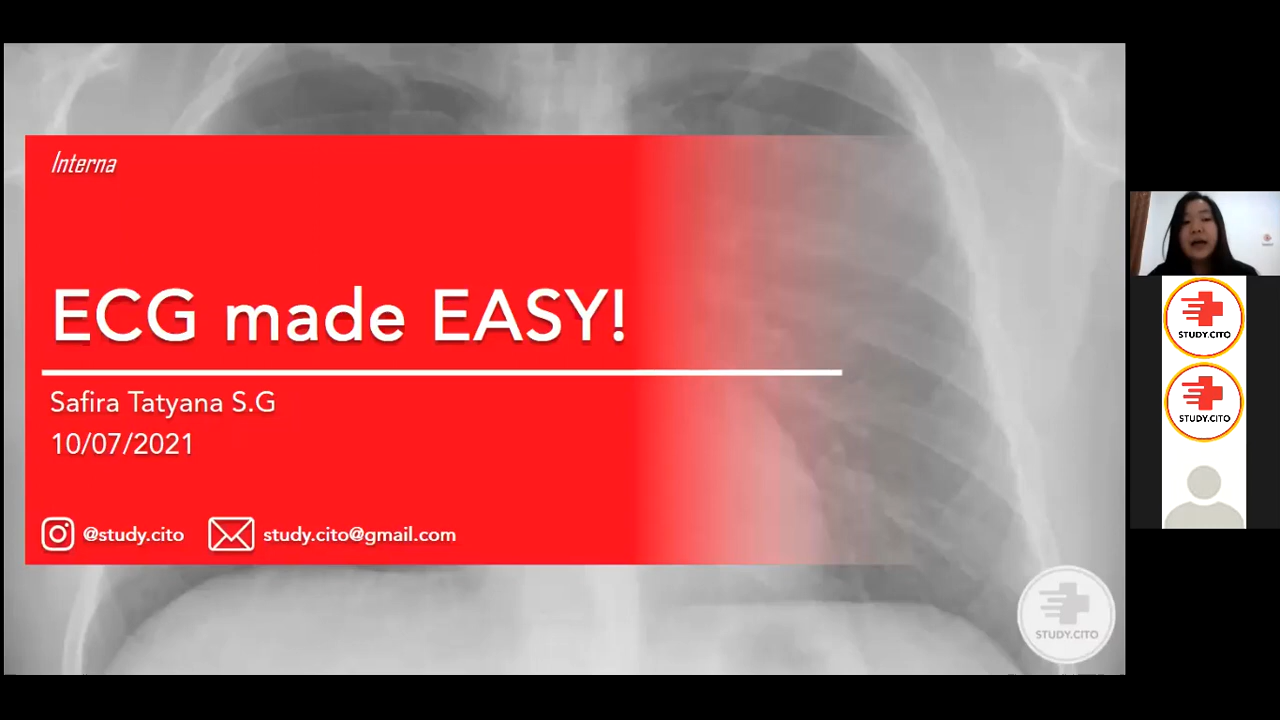 Interna
ECG made EASY!
Safira Tatyana S.G
10/07/2021
@study.cito
study.cito@gmail.com
STUDY.CITO
STUDY.CITO
STUDY.CITO